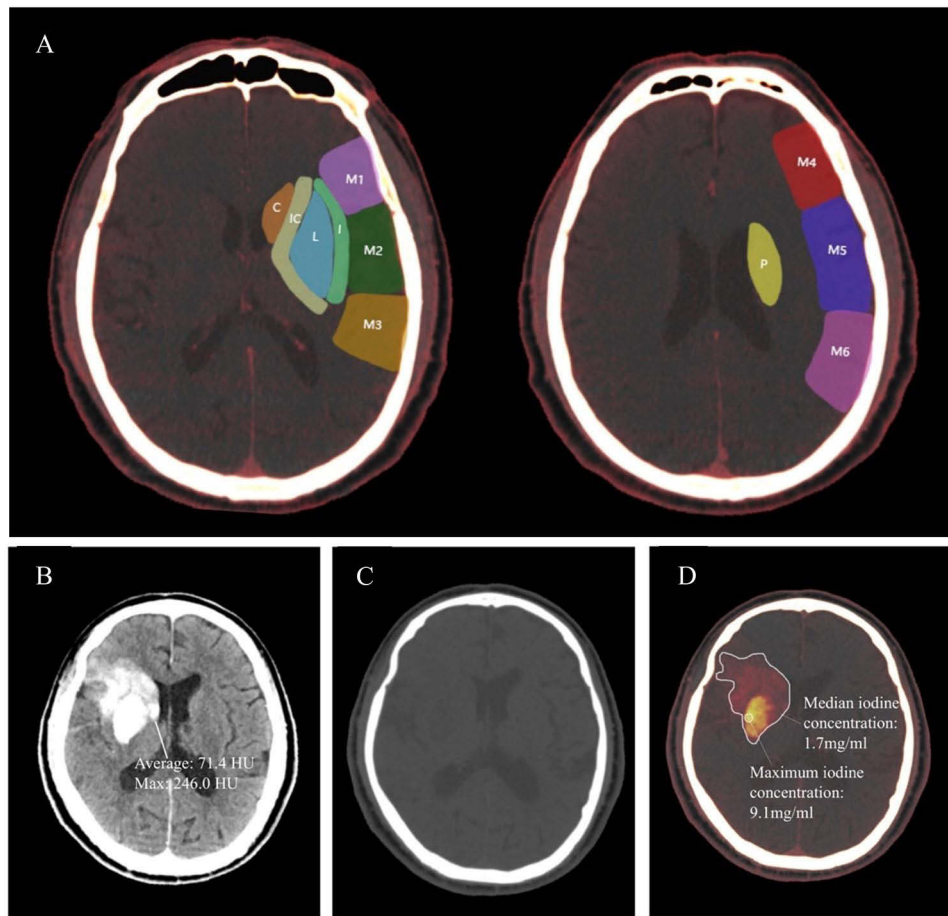 A
M1
C
IC
L
I
M2
M3
M4
M5
P
M6
B
Average: 71.4 HU
Max: 246.0 HU
C
D
Median iodine
concentration:
1.7mg/ml
Maximum iodine
concentration:
9.1mg/ml